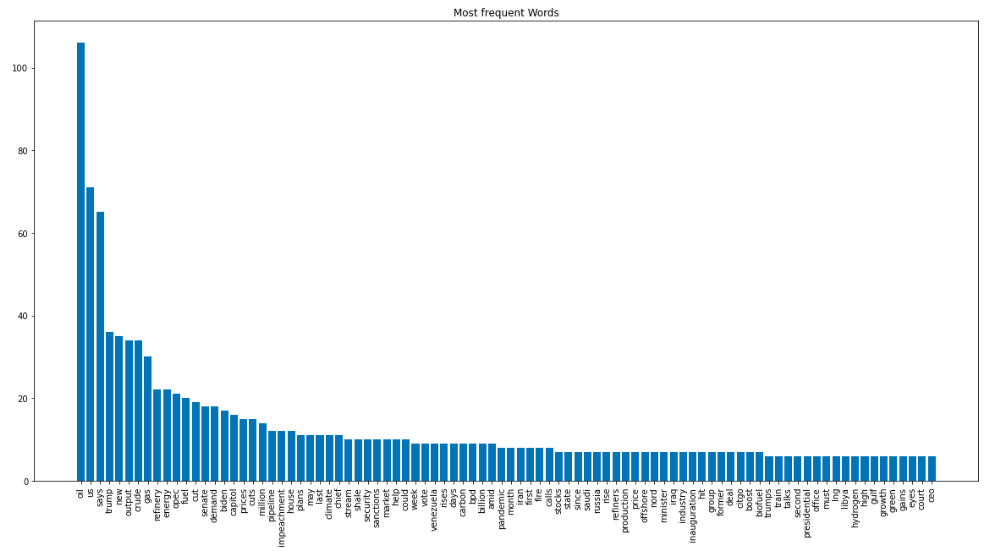 Most frequent Words
100
80
60
40
20
0
oil
us
says
trump
new
output
crude
gas
refinery
energy
opec
fuel
cut
senate
demand
biden
capitol
prices
cuts
million
pipeline
impeachment
house
plans
may
last
climate
chief
stream
shale
security
sanctions
market
help
could
week
vote
venezuela
rises
days
carbon
bpd
billion
amid
pandemic
month
iran
first
fire
calls
stocks
state
since
saudi
russia
rise
refiners
production
price
offshore
nord
minister
iraq
industry
inauguration
hit
group
former
deal
citgo
boost
biofuel
trumps
train
talks
second
presidential
office
must
lng
libya
hydrogen
high
gulf
growth
green
gains
eyes
court
ceo